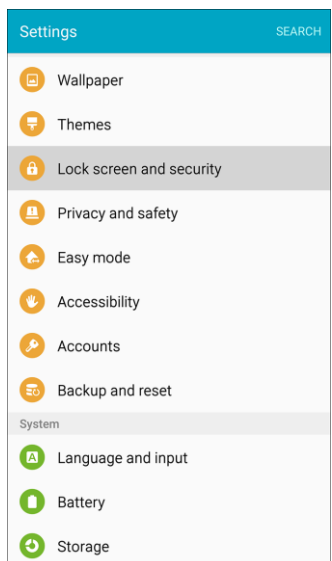 Settings SEARCH
Wallpaper
Themes
Lock screen and security
Privacy and safety
Easy mode
Accessibility
Accounts
Backup and reset
System
A Language and input
Battery
Storage